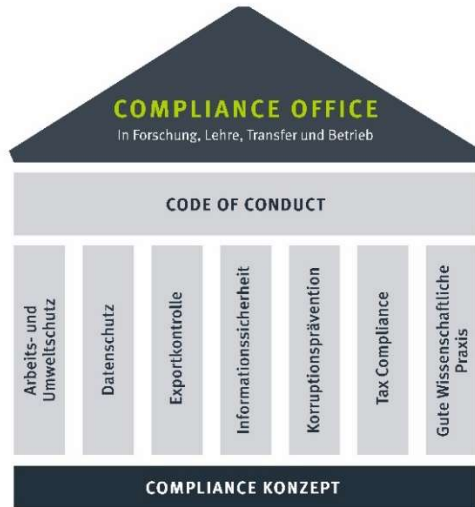 COMPLIANCE OFFICE
In Forschung, Lehre, Transfer und Betrieb
CODE OF CONDUCT
Arbeits- und
Umweltschutz
Datenschutz
Exportkontrolle
Informationssicherheit
Korruptionsprävention
Tax Compliance
Gute Wissenschaftliche
Praxis
COMPLIANCE KONZEPT